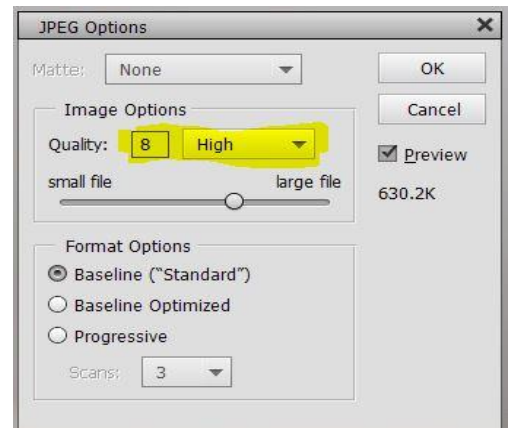 JPEG Options
Matte: None
OK
Image Options
Cancel
Quality: 8 High
Preview
small file large file
630.2K
Format Options
Baseline (“Standard”)
Baseline Optimized
Progressive
Scans: 3